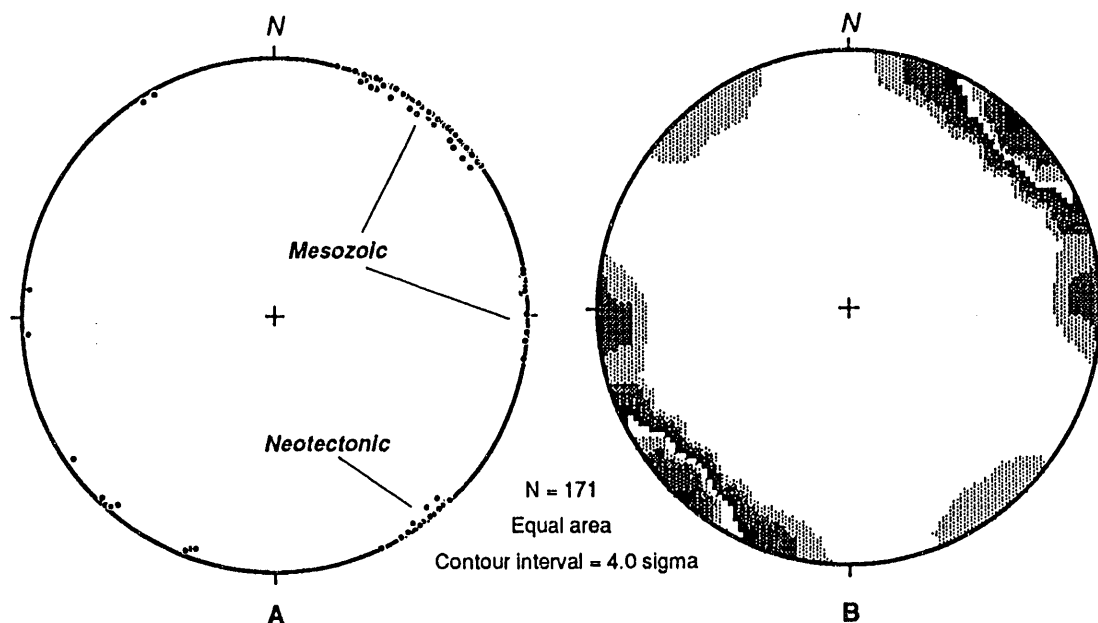 N
N
Mesozoic
Neotectonic
N = 171
Equal area
Contour interval = 4.0 sigma
A
B